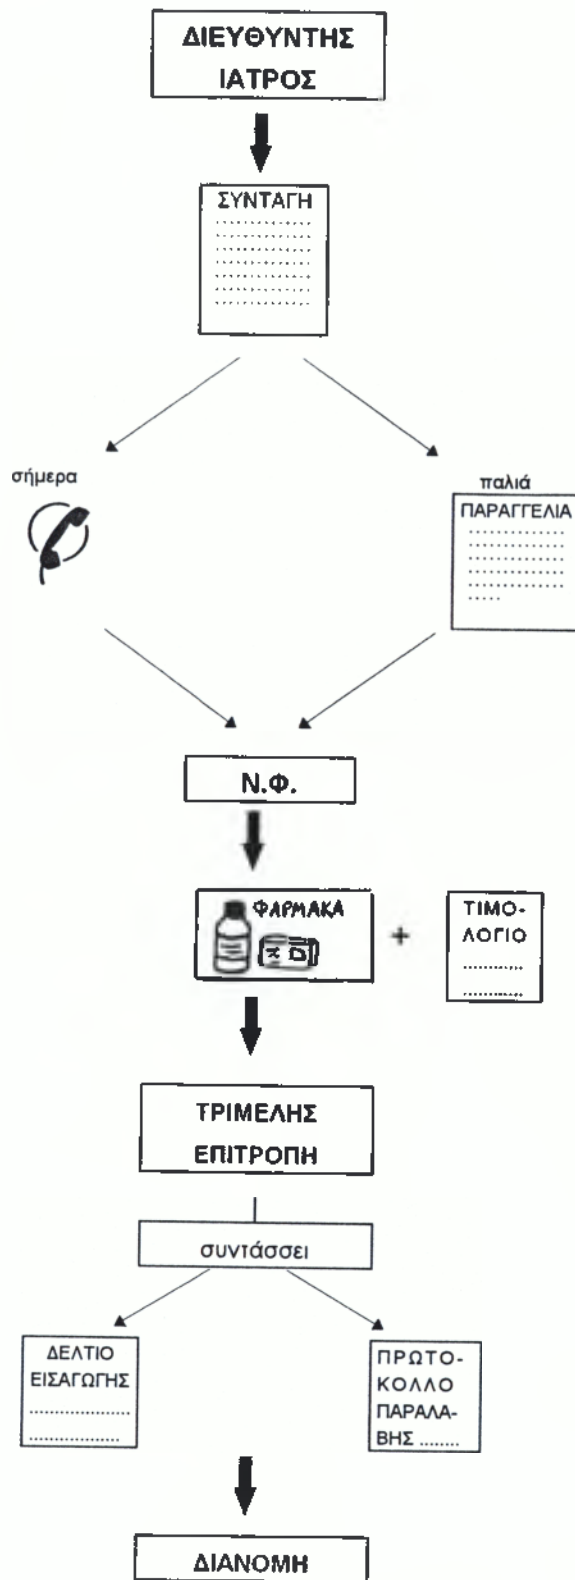 ΔΙΕΥΘΥΝΤΗΣ
ΙΑΤΡΟΣ
ΣΥΝΤΑΓΗ
σήμερα
παλιά
ΠΑΡΑΓΓΕΛΙΑ
Ν.Φ.
ΦΑΡΜΑΚΑ
+
ΤΙΜΟ-
ΛΟΓΙΟ
ΤΡΙΜΕΛΗΣ
ΕΠΙΤΡΟΠΗ
συντάσσει
ΔΕΛΤΙΟ
ΕΙΣΑΓΩΓΗΣ
ΠΡΩΤΟ-
ΚΟΛΛΟ
ΠΑΡΑΛΑ-
ΒΗΣ ........
ΔΙΑΝΟΜΗ